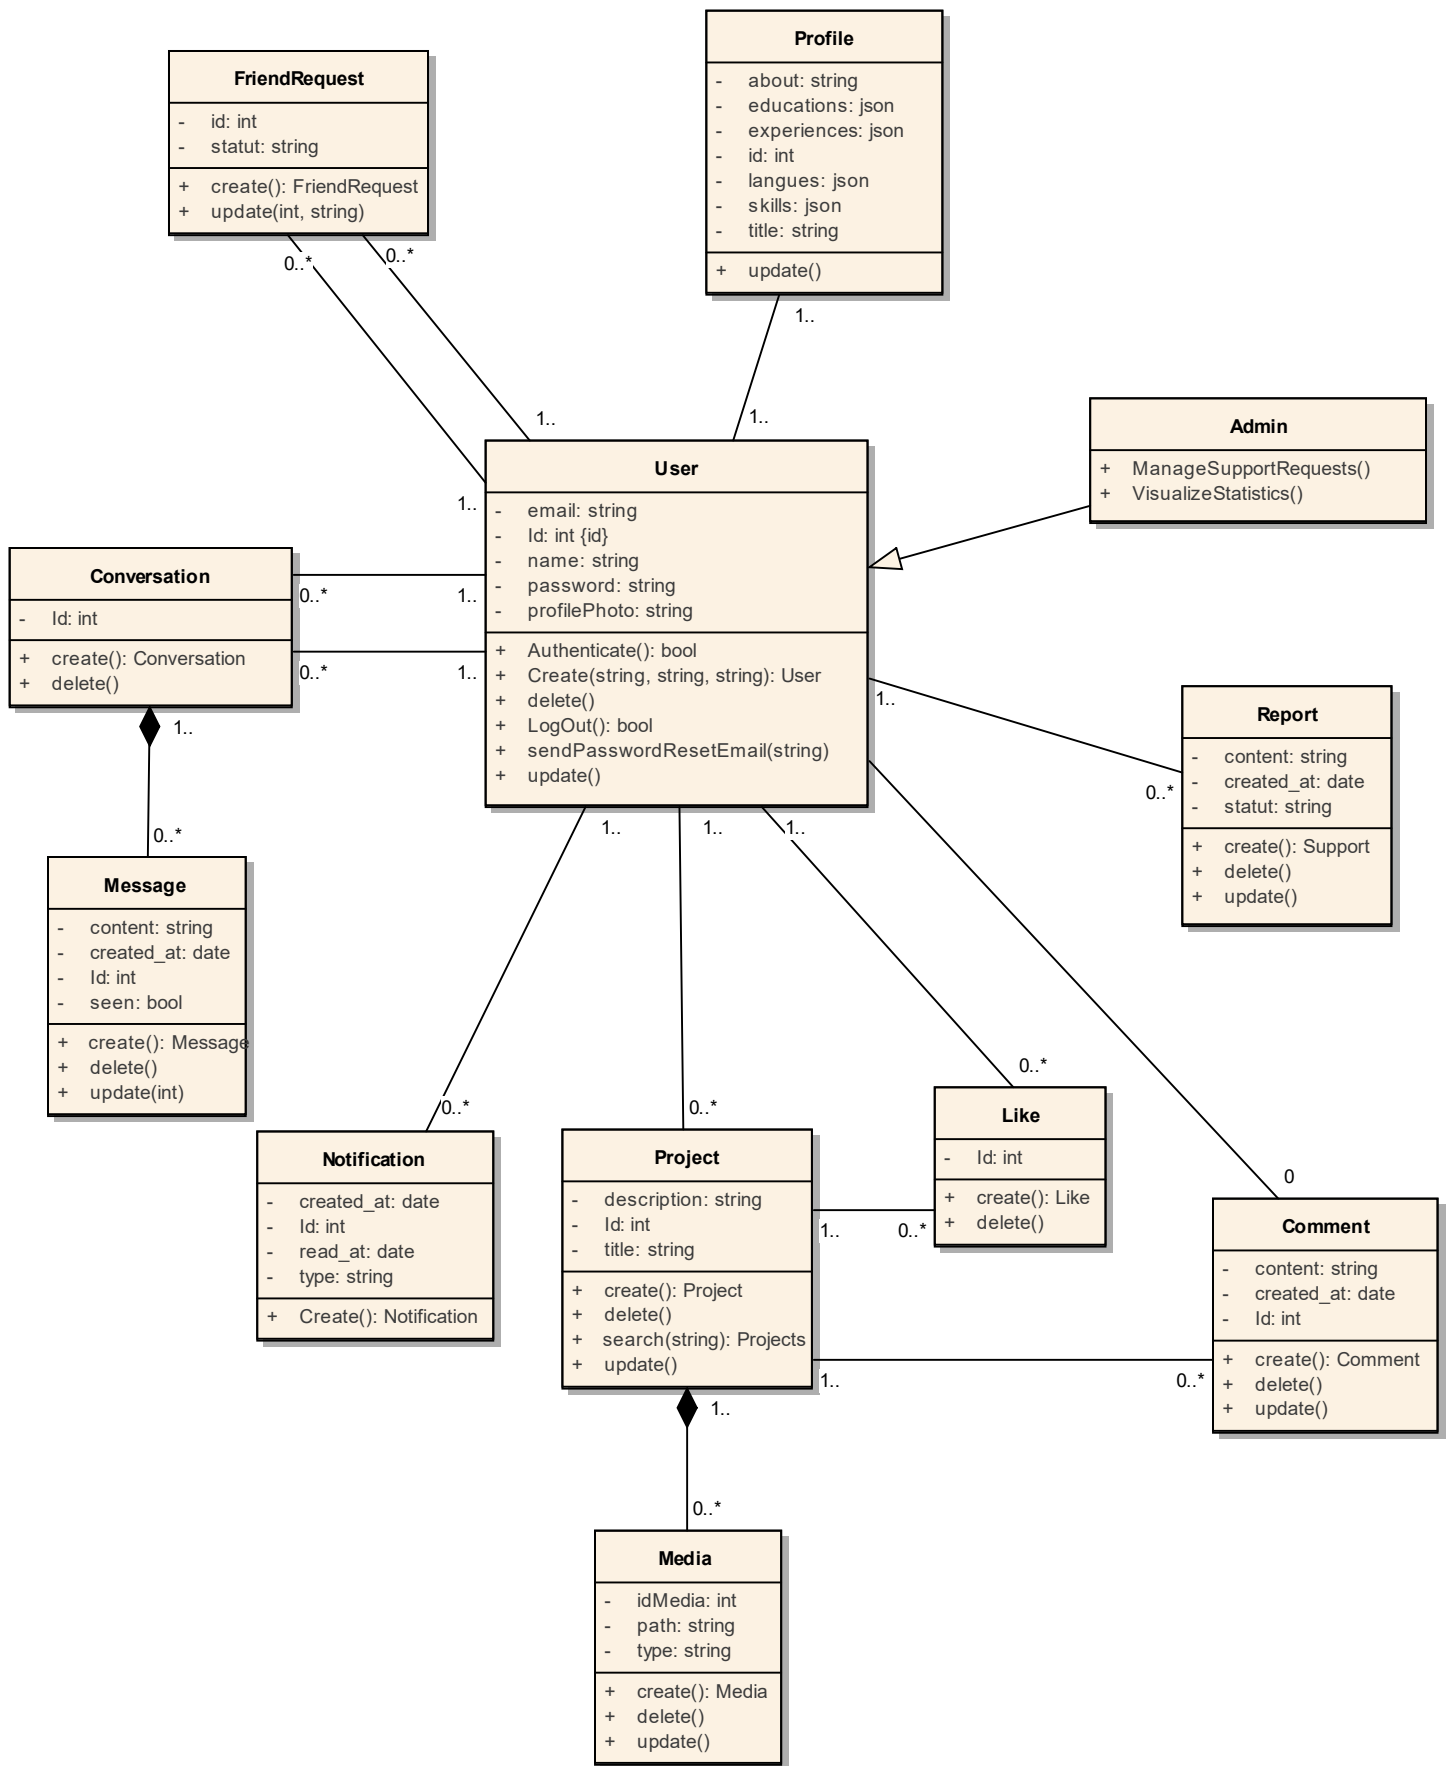 Profile
- about: string
- educations: json
- experiences: json
- id: int
- langues: json
- skills: json
- title: string
+ update()
1..
1..
FriendRequest
- id: int
- statut: string
+ create(): FriendRequest
+ update(int, string)
0..*
0..*
1..
1..
Admin
+ ManageSupportRequests()
+ VisualizeStatistics()
User
- email: string
- Id: int {id}
- name: string
- password: string
- profilePhoto: string
+ Authenticate(): bool
+ Create(string, string, string): User
+ delete()
+ LogOut(): bool
+ sendPasswordResetEmail(string)
+ update()
Conversation
- Id: int
+ create(): Conversation
+ delete()
0..*
1..
0..*
1..
1..
0..*
Message
- content: string
- created_at: date
- Id: int
- seen: bool
+ create(): Message
+ delete()
+ update(int)
1..
0..*
Report
- content: string
- created_at: date
- statut: string
+ create(): Support
+ delete()
+ update()
1..
1..
1..
0..*
0..*
0..*
0
Notification
- created_at: date
- Id: int
- read_at: date
- type: string
+ Create(): Notification
Project
- description: string
- Id: int
- title: string
+ create(): Project
+ delete()
+ search(string): Projects
+ update()
Like
- Id: int
+ create(): Like
+ delete()
1..
0..*
Comment
- content: string
- created_at: date
- Id: int
+ create(): Comment
+ delete()
+ update()
1..
0..*
1..
0..*
Media
- idMedia: int
- path: string
- type: string
+ create(): Media
+ delete()
+ update()